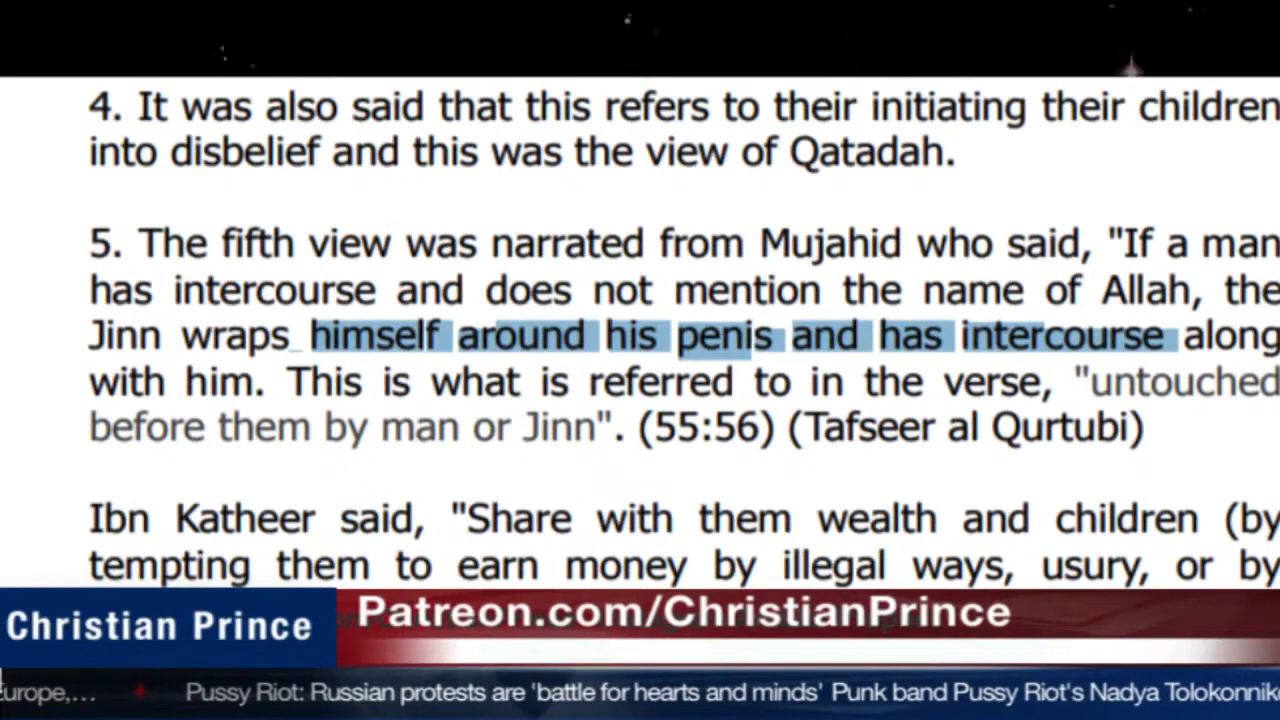 4. It was also said that this refers to their initiating their children
into disbelief and this was the view of Qatadah.
5. The fifth view was narrated from Mujahid who said, "If a man
has intercourse and does not mention the name of Allah, the
Jinn wraps himself around his penis and has intercourse along
with him. This is what is referred to in the verse, "untouched
before them by man or Jinn". (55:56) (Tafseer al Qurtubi)
Ibn Katheer said, "Share with them wealth and children (by
tempting them to earn money by illegal ways, usury, or by
Christian Prince
Patreon.com/ChristianPrince
Europe,… Pussy Riot: Russian protests are 'battle for hearts and minds' Punk band Pussy Riot's Nadya